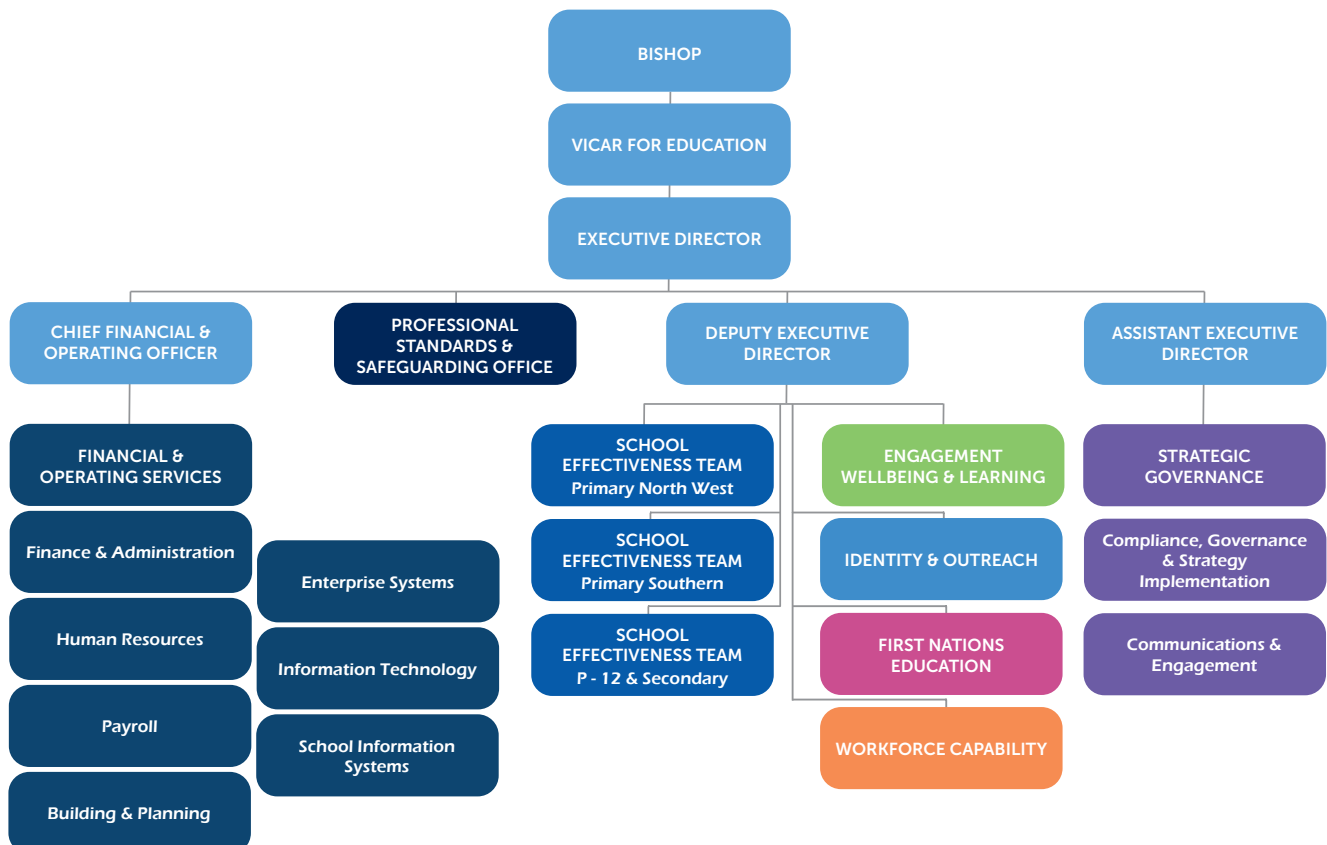 BISHOP
VICAR FOR EDUCATION
EXECUTIVE DIRECTOR
CHIEF FINANCIAL &
OPERATING OFFICER
PROFESSIONAL
STANDARDS &
SAFEGUARDING OFFICE
DEPUTY EXECUTIVE
DIRECTOR
ASSISTANT EXECUTIVE
DIRECTOR
FINANCIAL &
OPERATING SERVICES
Finance & Administration
Human Resources
Payroll
Building & Planning
Enterprise Systems
Information Technology
School Information
Systems
SCHOOL
EFFECTIVENESS TEAM
Primary North West
SCHOOL
EFFECTIVENESS TEAM
Primary Southern
SCHOOL
EFFECTIVENESS TEAM
P - 12 & Secondary
ENGAGEMENT
WELLBEING & LEARNING
IDENTITY & OUTREACH
FIRST NATIONS
EDUCATION
WORKFORCE CAPABILITY
STRATEGIC
GOVERNANCE
Compliance, Governance
& Strategy
Implementation
Communications &
Engagement